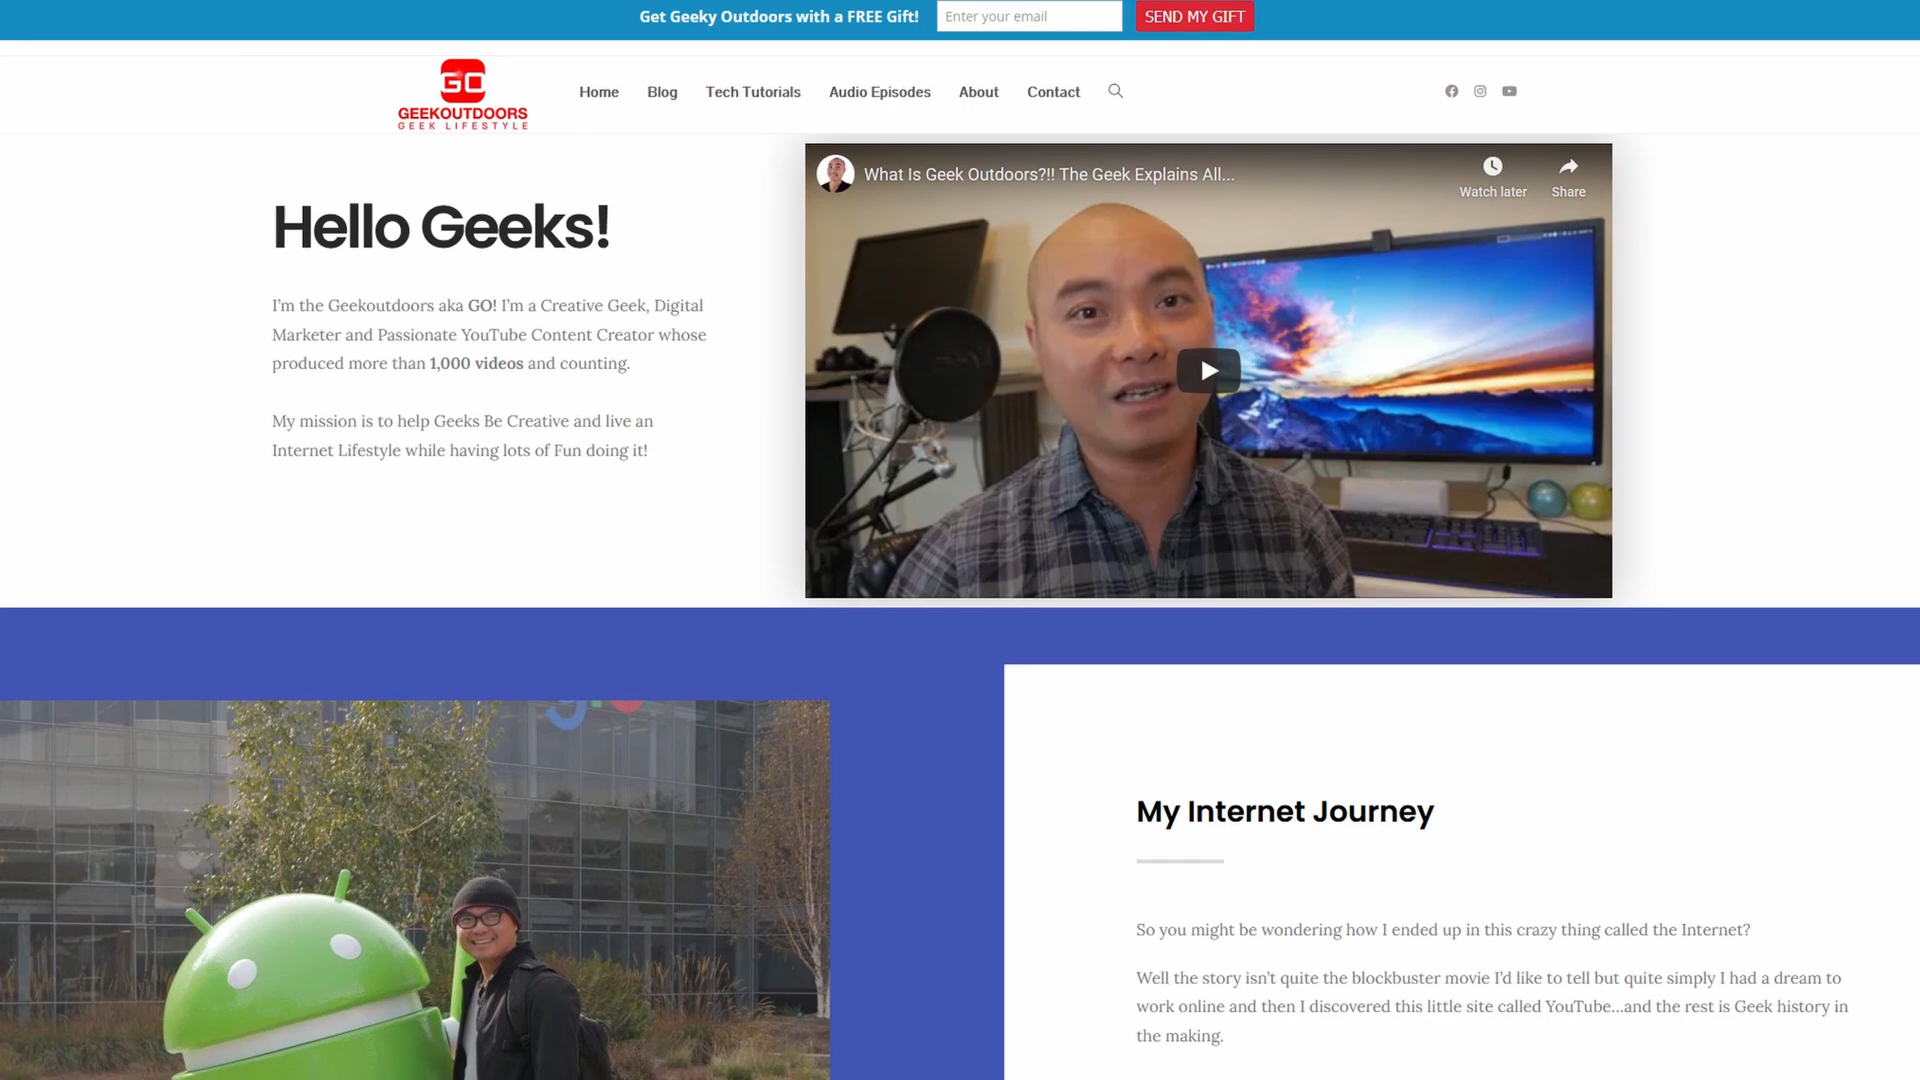 Get Geeky Outdoors with a FREE Gift!
Enter your email
SEND MY GIFT
GO
GEEKOUTDOORS
GEEK LIFESTYLE
Home
Blog
Tech Tutorials
Audio Episodes
About
Contact
What Is Geek Outdoors?!! The Geek Explains All...
Watch later
Share
Hello Geeks!
I'm the Geekoutdoors aka GO! I'm a Creative Geek, Digital
Marketer and Passionate YouTube Content Creator whose
produced more than 1,000 videos and counting.
My mission is to help Geeks Be Creative and live an
Internet Lifestyle while having lots of Fun doing it!
My Internet Journey
So you might be wondering how I ended up in this crazy thing called the Internet?
Well the story isn't quite the blockbuster movie I'd like to tell but quite simply I had a dream to
work online and then I discovered this little site called YouTube...and the rest is Geek history in
the making.